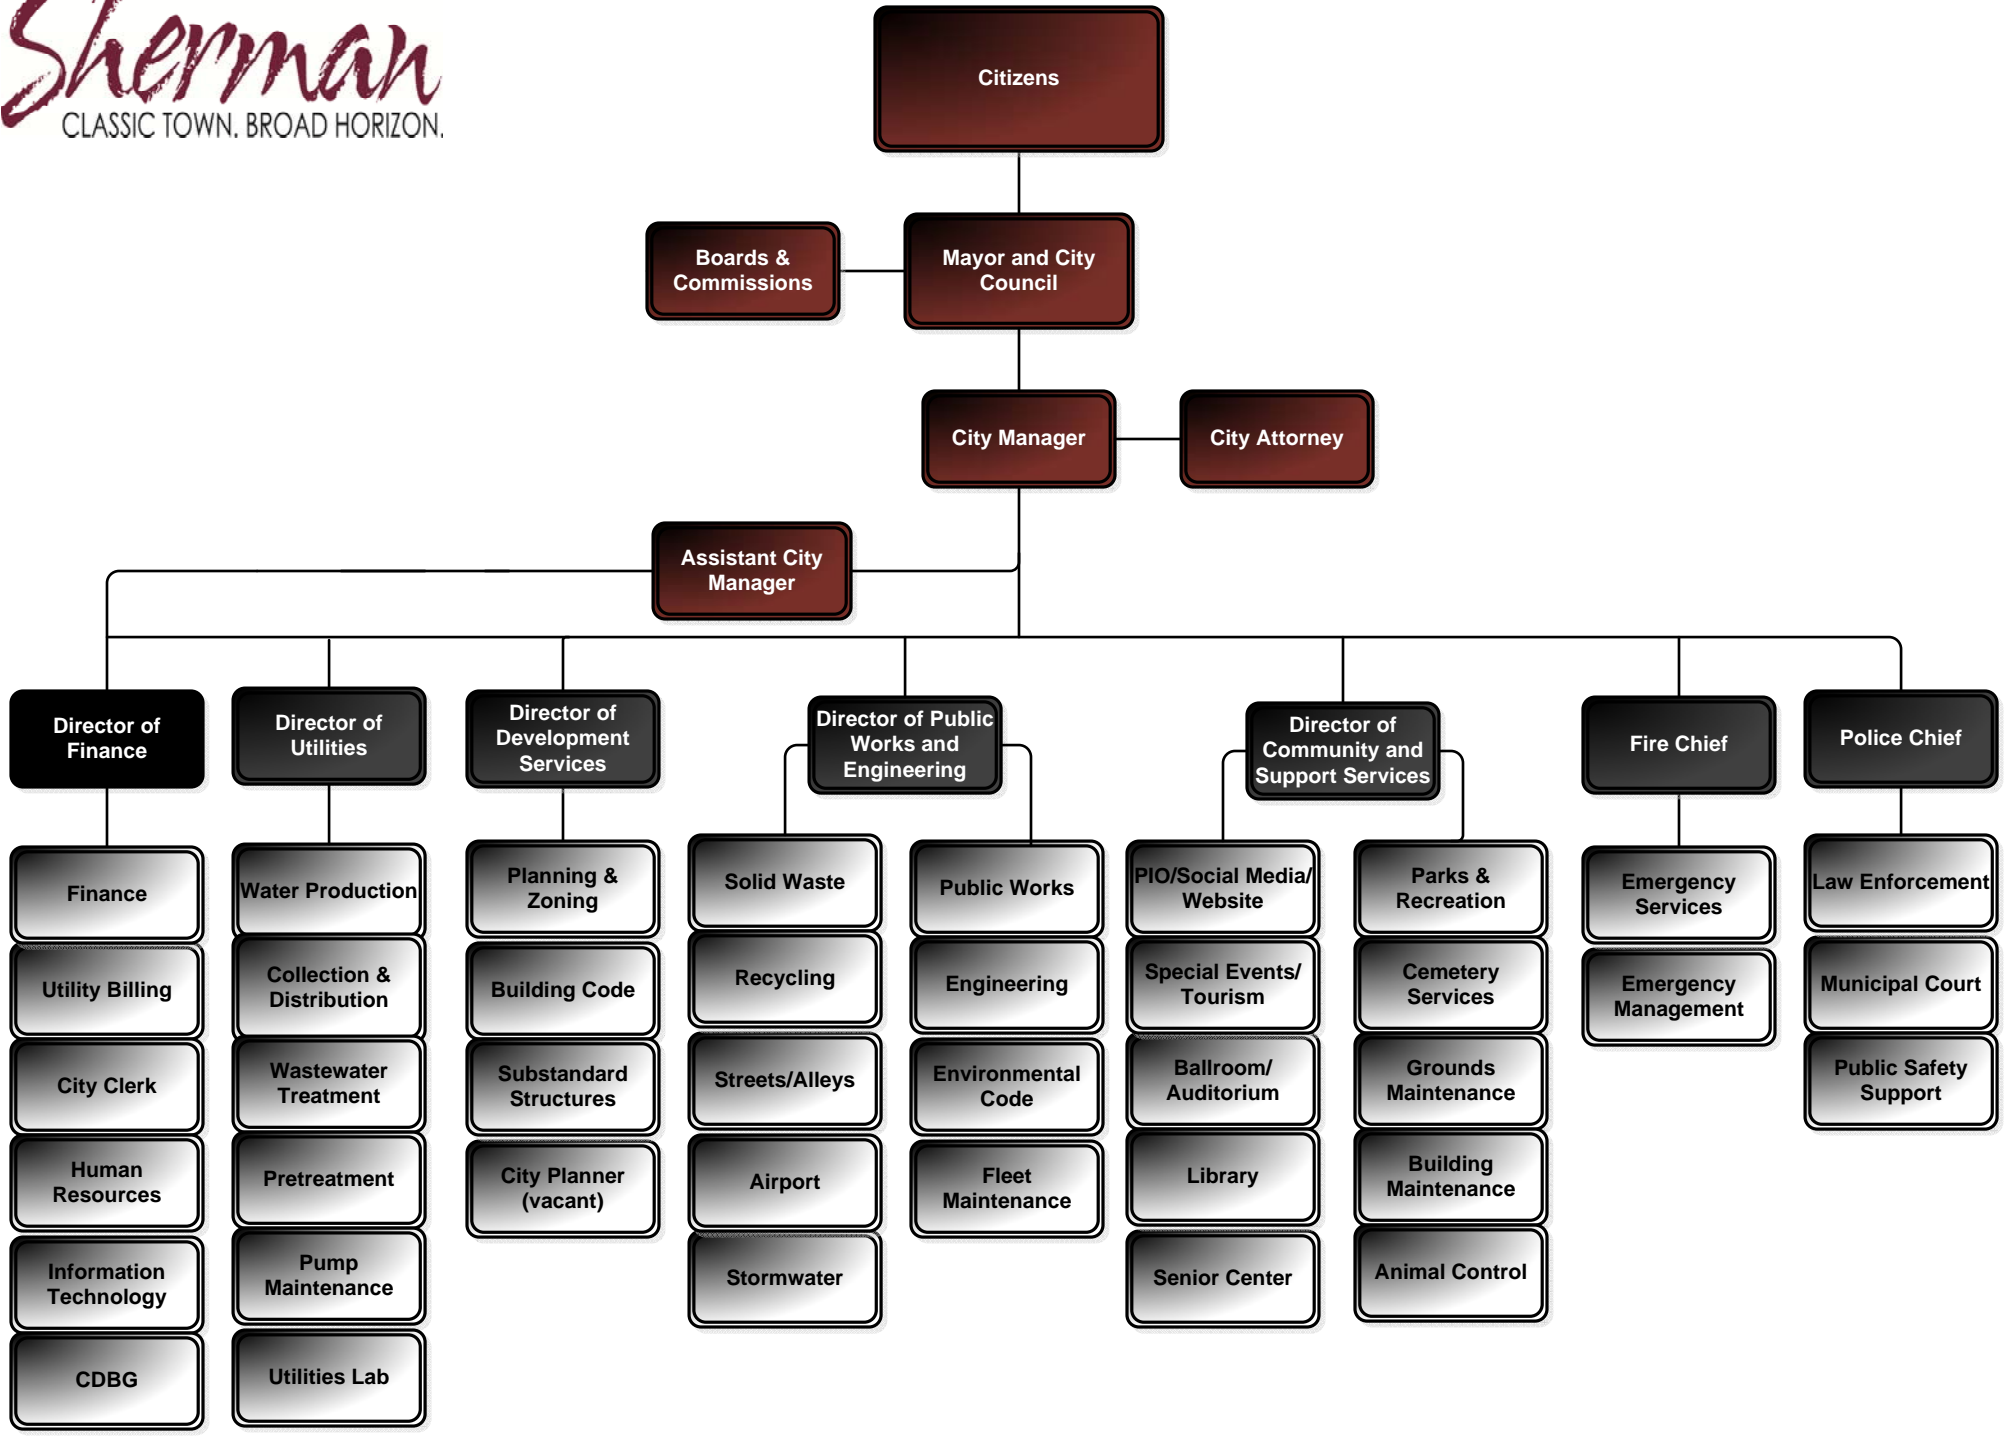 Sherman
CLASSIC TOWN. BROAD HORIZON.
Citizens
Boards &
Commissions
Mayor and City
Council
City Manager
City Attorney
Assistant City
Manager
Director of
Finance
Finance
Utility Billing
City Clerk
Human
Resources
Information
Technology
CDBG
Director of
Utilities
Water Production
Collection &
Distribution
Wastewater
Treatment
Pretreatment
Pump
Maintenance
Utilities Lab
Director of
Development
Services
Planning &
Zoning
Building Code
Substandard
Structures
City Planner
(vacant)
Director of Public
Works and
Engineering
Solid Waste
Recycling
Streets/Alleys
Airport
Stormwater
Public Works
Engineering
Environmental
Code
Fleet
Maintenance
Director of
Community and
Support Services
PIO/Social Media/
Website
Special Events/
Tourism
Ballroom/
Auditorium
Library
Senior Center
Parks &
Recreation
Cemetery
Services
Grounds
Maintenance
Building
Maintenance
Animal Control
Fire Chief
Emergency
Services
Emergency
Management
Police Chief
Law Enforcement
Municipal Court
Public Safety
Support